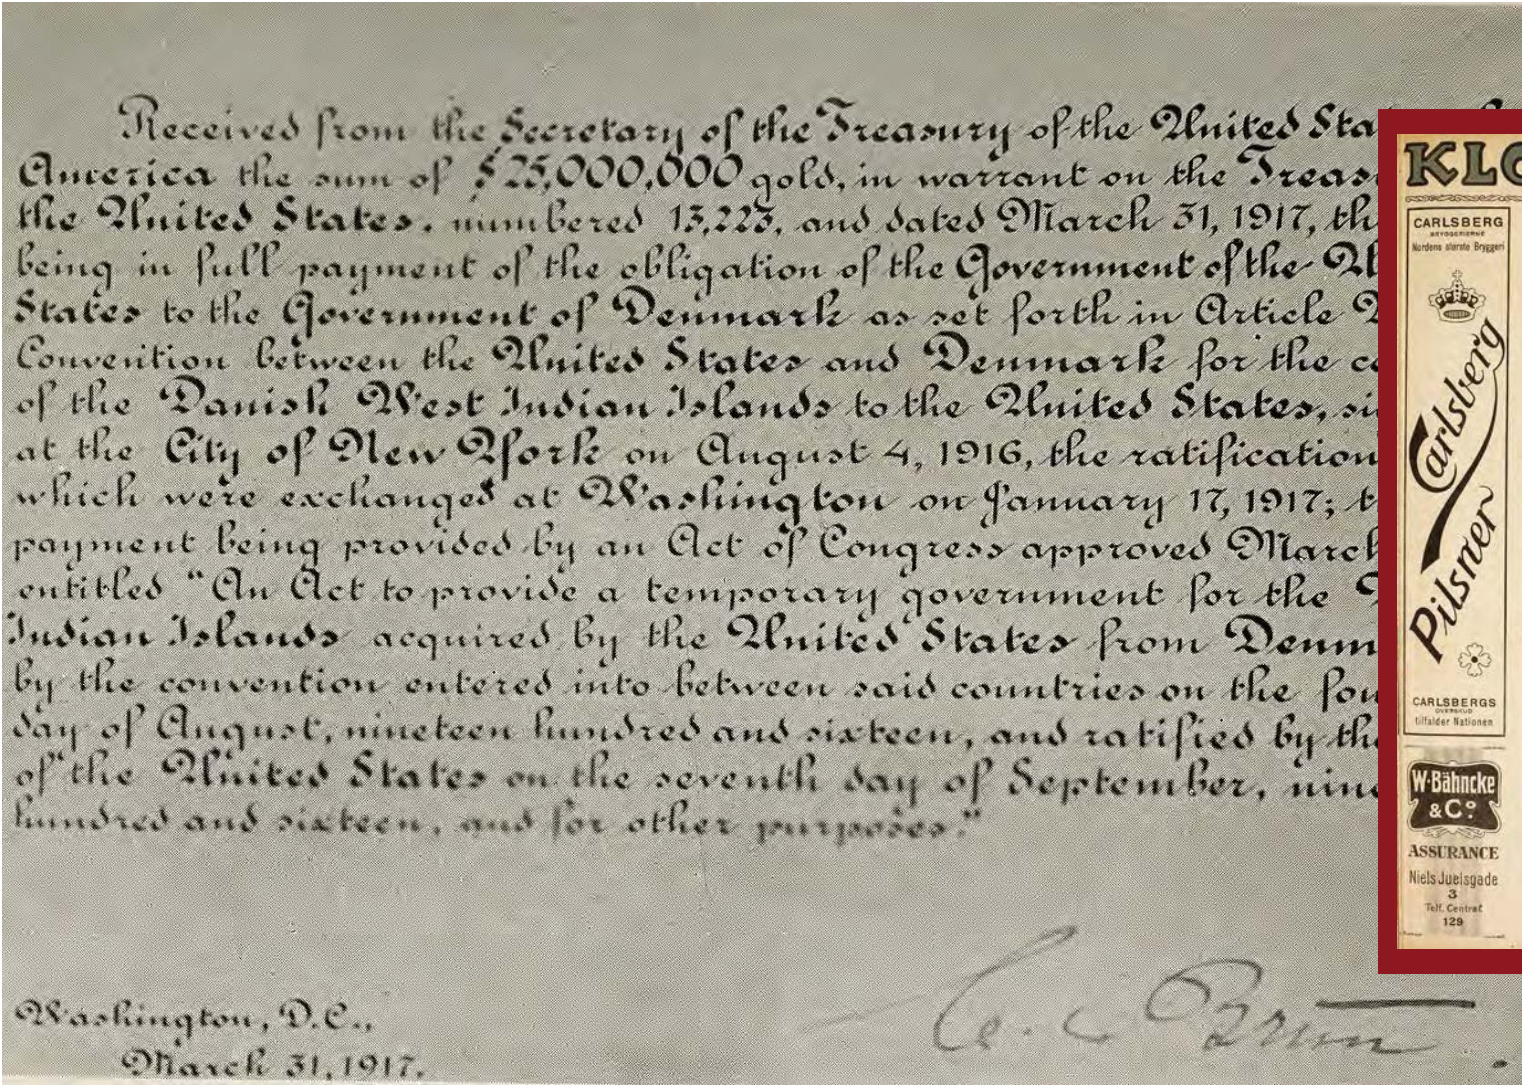 Received from the Secretary of the Treasury of the United Sta
America the sum of $25,000,000 gold, in warrant on the Treas
the United States, numbered 13,223, and dated March 31, 1917, th
being in full payment of the obligation of the Government of the U
States to the Government of Denmark as set forth in Article
Convention between the United States and Denmark for the c
of the Danish West Indian Islands to the United States, si
at the City of New York on August 4, 1916, the ratification
which were exchanged at Washington on January 17, 1917; t
payment being provided by an Act of Congress approved March
entitled "An Act to provide a temporary government for the
Indian Islands acquired by the United States from Denm
by the convention entered into between said countries on the fou
day of August, nineteen hundred and sixteen, and ratified by the
of the United States on the seventh day of September, nine
hundred and sixteen, and for other purposes."
Washington, D.C.,
March 31, 1917.
C. Brun
KLO
CARLSBERG
BRYGGERIERNE
Nordens største Bryggeri
Carlsberg
Pilsner
CARLSBERGS
OVERSKUD
tilfalder Nationen
W. Bähncke
& Co.
ASSURANCE
Niels Juelsgade
3
Telf. Central
129